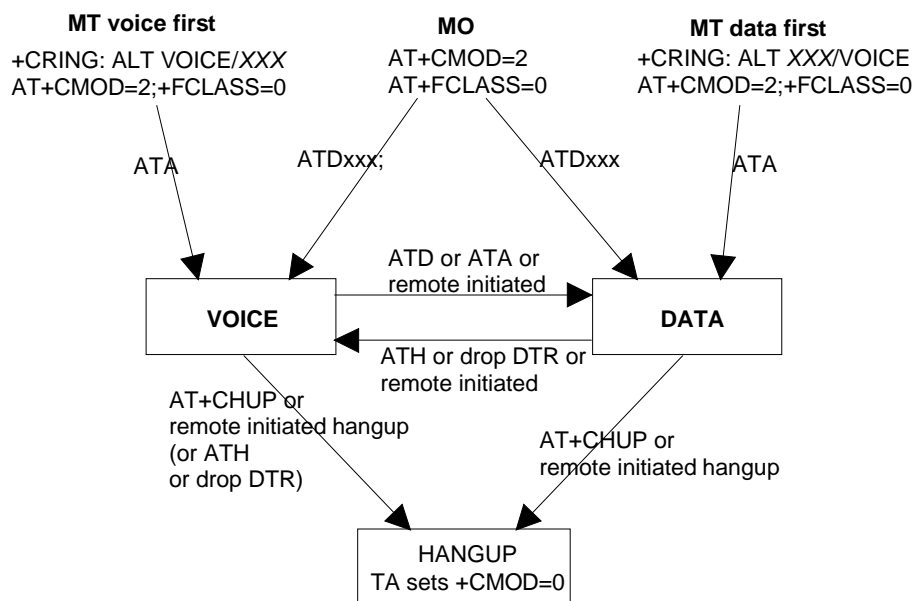 MT voice first
+CRING: ALT VOICE/XXX
AT+CMOD=2;+FCLASS=0
MO
AT+CMOD=2
AT+FCLASS=0
MT data first
+CRING: ALT XXX/VOICE
AT+CMOD=2;+FCLASS=0
ATA
ATDxxx;
ATDxxx
ATA
ATD or ATA or
remote initiated
VOICE
DATA
ATH or drop DTR or
remote initiated
AT+CHUP or
remote initiated hangup
(or ATH
or drop DTR)
AT+CHUP or
remote initiated hangup
HANGUP
TA sets +CMOD=0